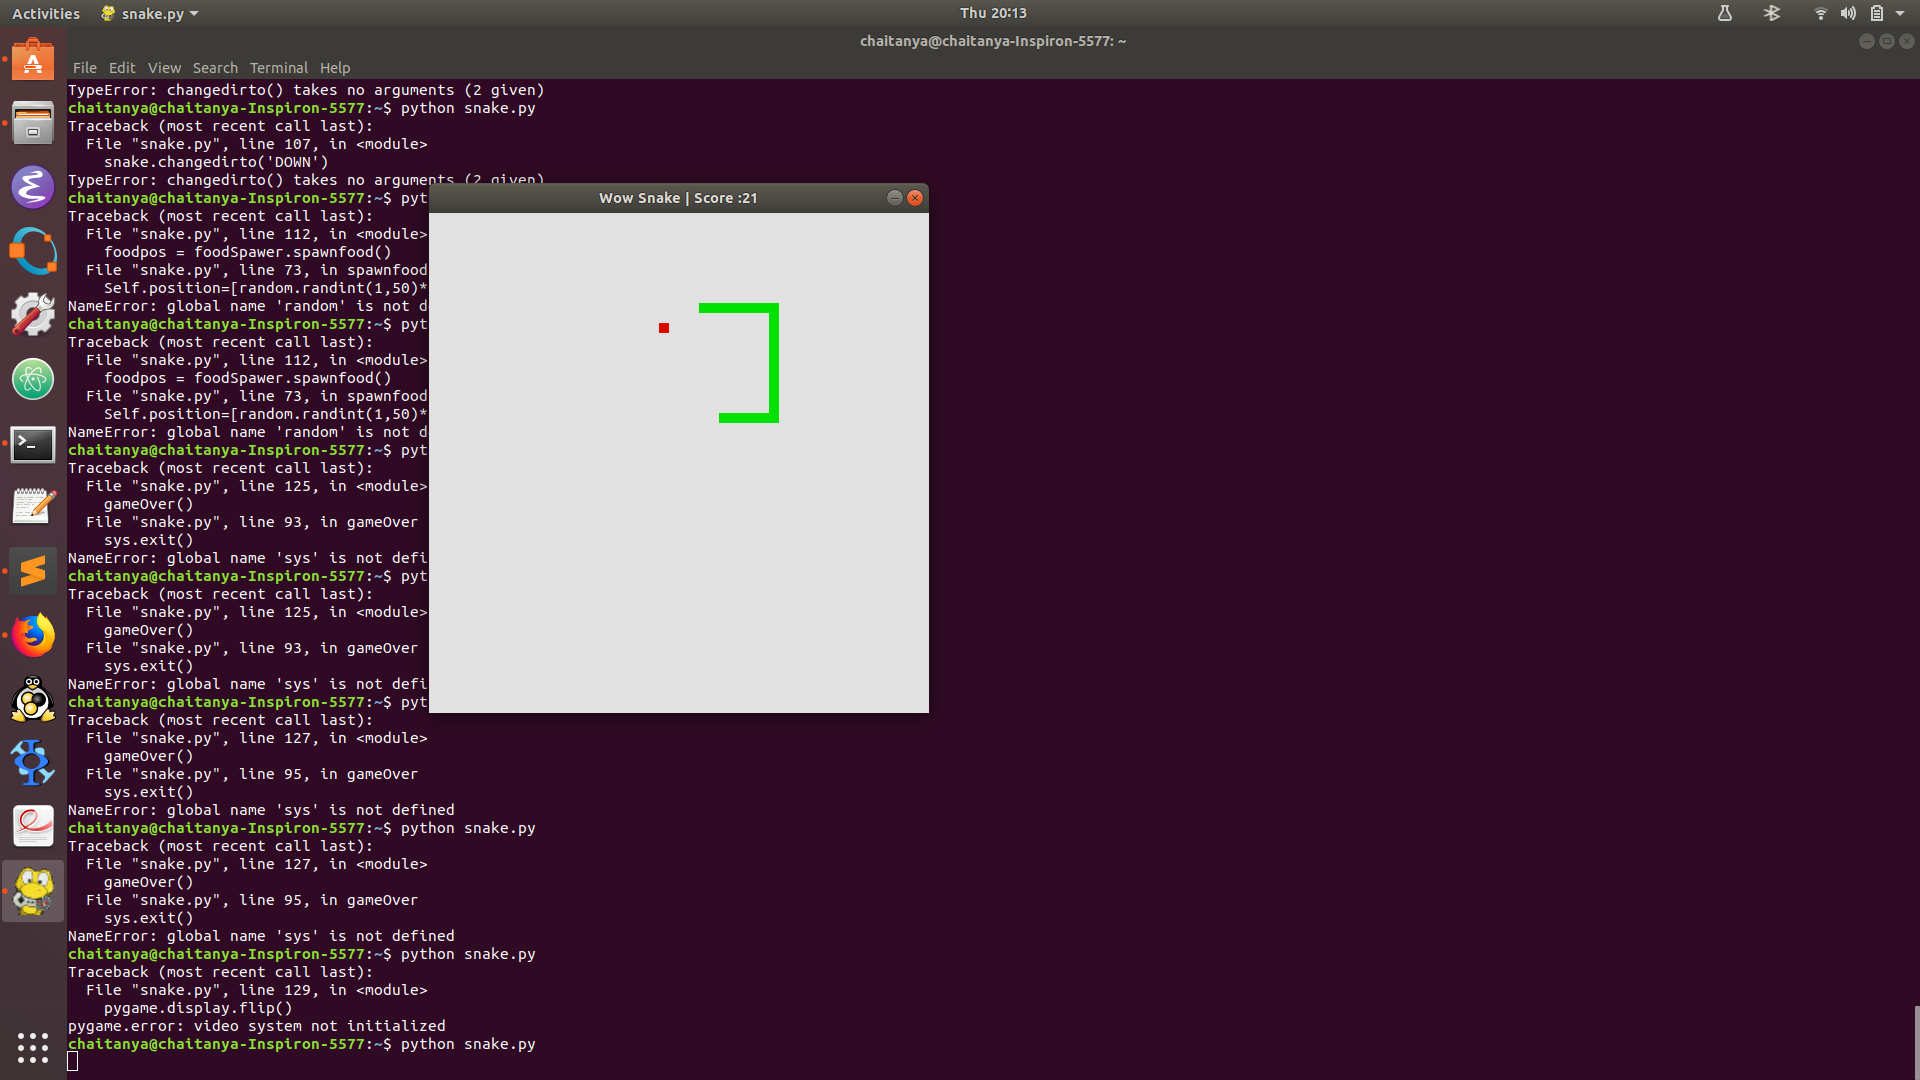 Activities snake.py Thu 20:13
chaitanya@chaitanya-Inspiron-5577: ~
File Edit View Search Terminal Help
TypeError: changedirto() takes no arguments (2 given)
chaitanya@chaitanya-Inspiron-5577:~$ python snake.py
Traceback (most recent call last):
File "snake.py", line 107, in <module>
snake.changedirto('DOWN')
TypeError: changedirto() takes no arguments (2 given)
chaitanya@chaitanya-Inspiron-5577:~$ pyt
Wow Snake | Score :21
Traceback (most recent call last):
File "snake.py", line 112, in <module>
foodpos = foodSpawer.spawnfood()
File "snake.py", line 73, in spawnfood
Self.position=[random.randint(1,50)*
NameError: global name 'random' is not d
chaitanya@chaitanya-Inspiron-5577:~$ pyt
Traceback (most recent call last):
File "snake.py", line 112, in <module>
foodpos = foodSpawer.spawnfood()
File "snake.py", line 73, in spawnfood
Self.position=[random.randint(1,50)*
NameError: global name 'random' is not d
chaitanya@chaitanya-Inspiron-5577:~$ pyt
Traceback (most recent call last):
File "snake.py", line 125, in <module>
gameOver()
File "snake.py", line 93, in gameOver
sys.exit()
NameError: global name 'sys' is not defi
chaitanya@chaitanya-Inspiron-5577:~$ pyt
Traceback (most recent call last):
File "snake.py", line 125, in <module>
gameOver()
File "snake.py", line 93, in gameOver
sys.exit()
NameError: global name 'sys' is not defi
chaitanya@chaitanya-Inspiron-5577:~$ pyt
Traceback (most recent call last):
File "snake.py", line 127, in <module>
gameOver()
File "snake.py", line 95, in gameOver
sys.exit()
NameError: global name 'sys' is not defined
chaitanya@chaitanya-Inspiron-5577:~$ python snake.py
Traceback (most recent call last):
File "snake.py", line 127, in <module>
gameOver()
File "snake.py", line 95, in gameOver
sys.exit()
NameError: global name 'sys' is not defined
chaitanya@chaitanya-Inspiron-5577:~$ python snake.py
Traceback (most recent call last):
File "snake.py", line 129, in <module>
pygame.display.flip()
pygame.error: video system not initialized
chaitanya@chaitanya-Inspiron-5577:~$ python snake.py